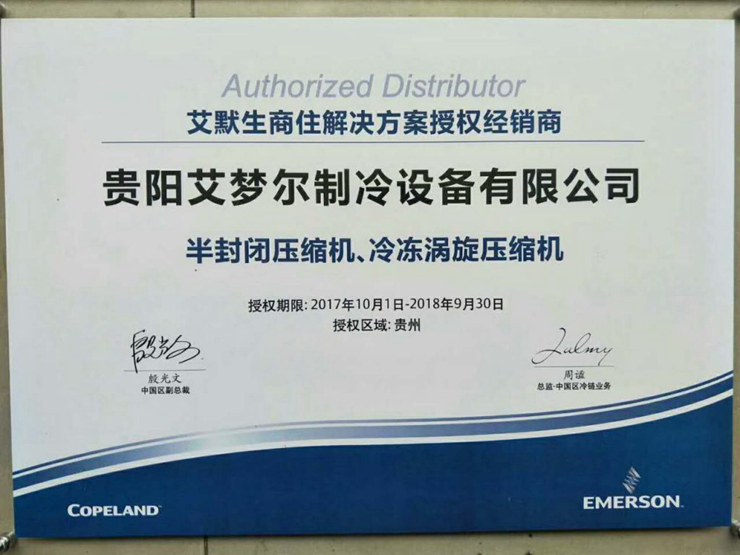 Authorized Distributor
艾默生商住解决方案授权经销商
贵阳艾梦尔制冷设备有限公司
半封闭压缩机、冷冻涡旋压缩机
授权期限: 2017年10月1日-2018年9月30日
授权区域: 贵州
殷光文
中国区副总裁
周谧
总监-中国区冷链业务
COPELAND
EMERSON